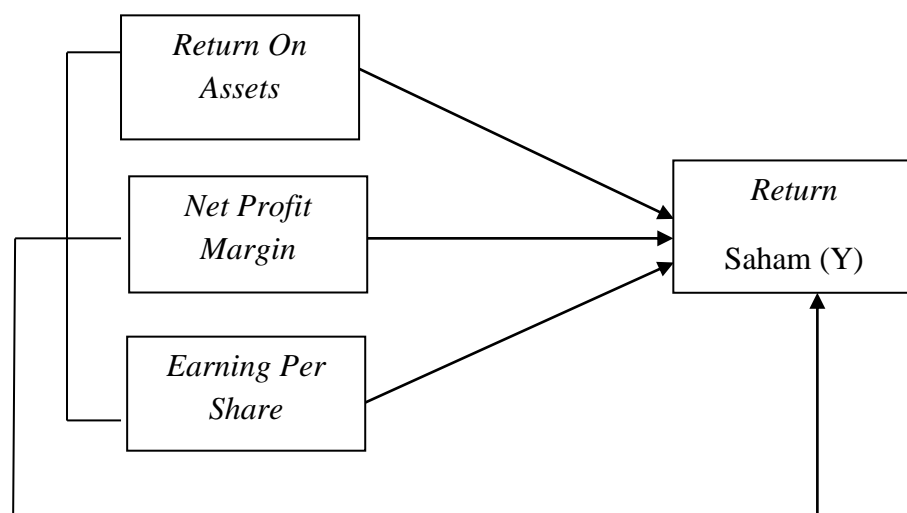 Return On
Assets
Net Profit
Margin
Earning Per
Share
Return
Saham (Y)